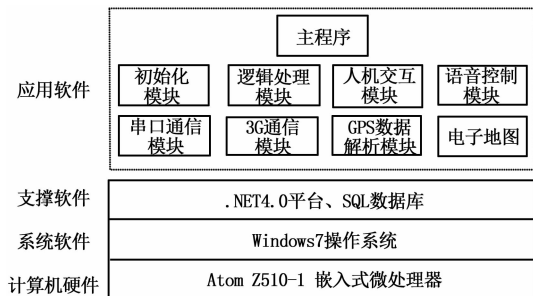 主程序
应用软件
初始化
模块
逻辑处理
模块
人机交互
模块
语音控制
模块
串口通信
模块
3G通信
模块
GPS数据
解析模块
电子地图
支撑软件
.NET4.0平台、SQL数据库
系统软件
Windows7操作系统
计算机硬件
Atom Z510-1 嵌入式微处理器